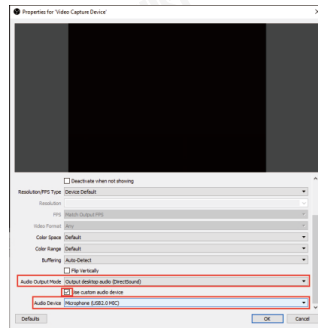 Properties for 'Video Capture Device'
Deactivate when not showing
Resolution/FPS Type Device Default
Resolution
FPS Match Output FPS
Video Format Any
Color Space Default
Color Range Default
Buffering Auto-Detect
Flip Vertically
Audio Output Mode Output desktop audio (DirectSound)
Use custom audio device
Audio Device Microphone (USB2.0 MIC)
Defaults OK Cancel